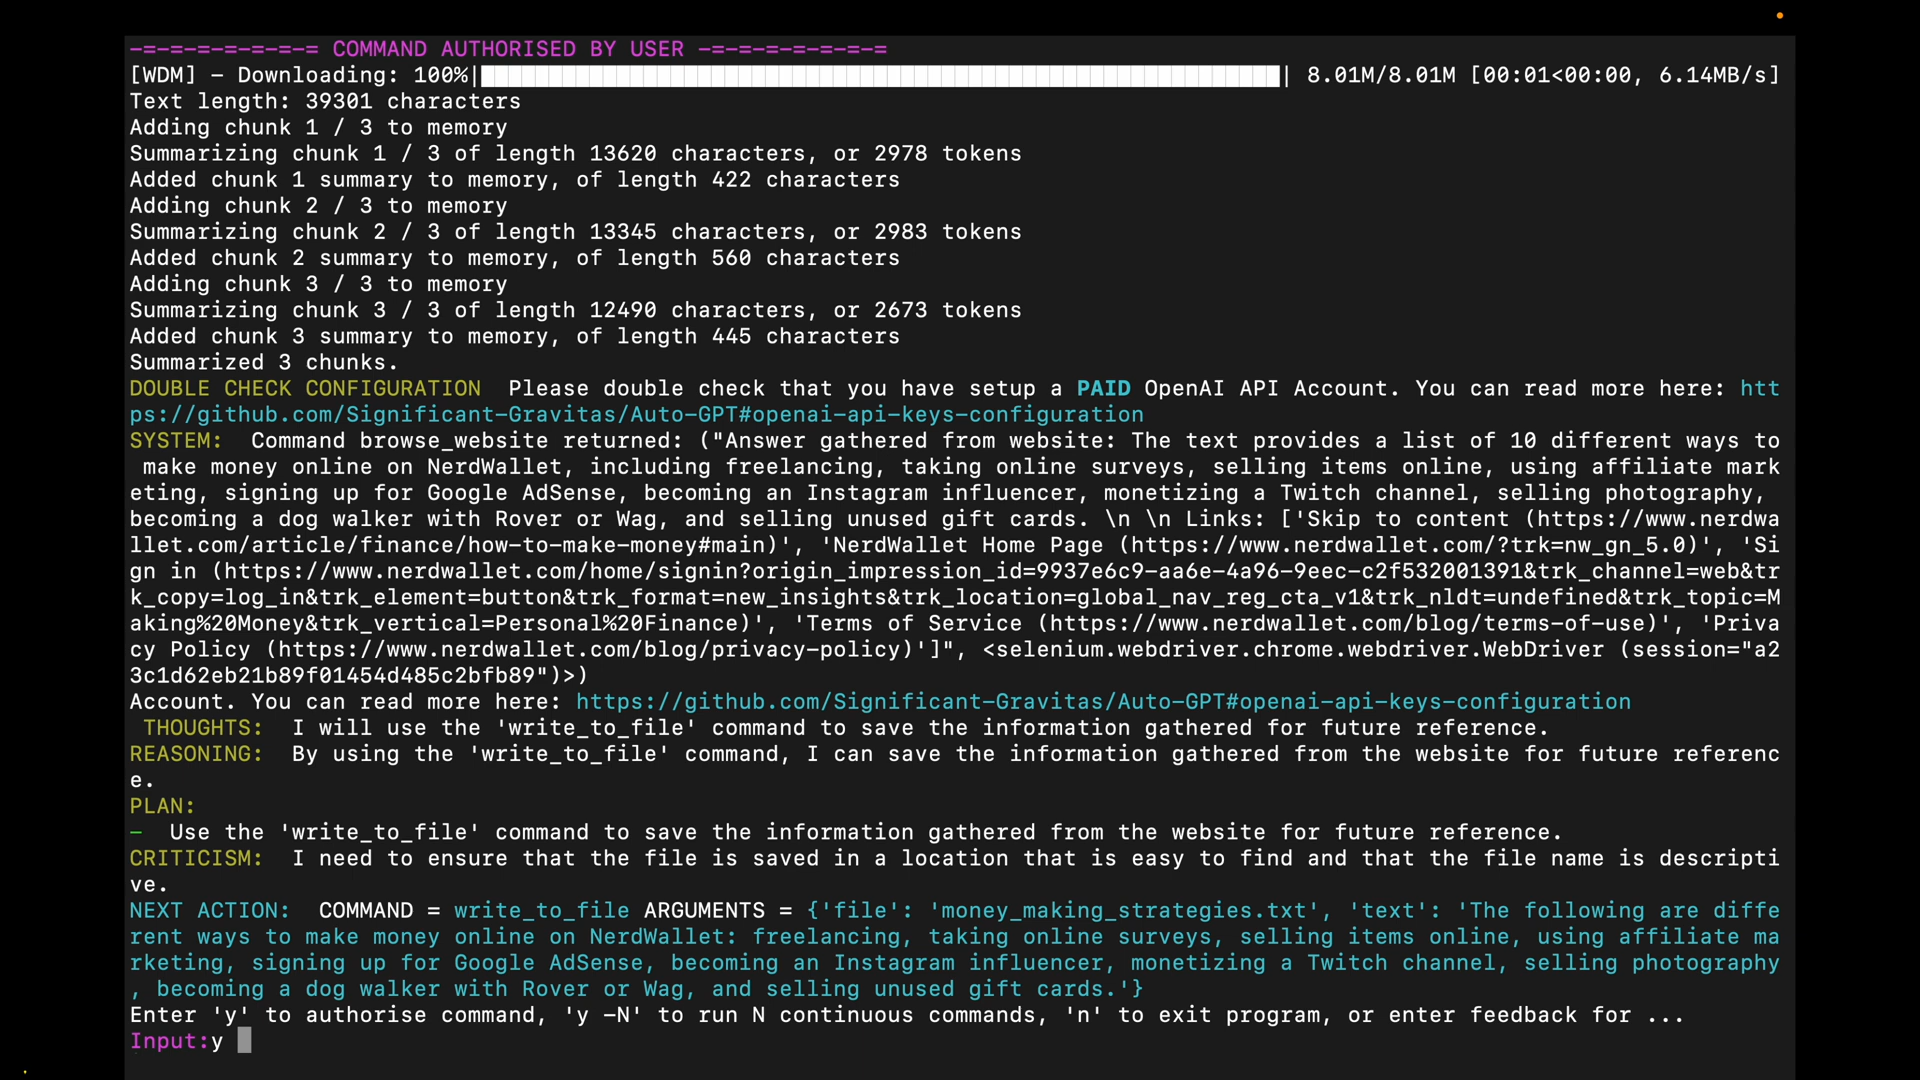 -=-=-=-=-=-=-= COMMAND AUTHORISED BY USER -=-=-=-=-=-=-=
[WDM] - Downloading: 100%|██████████| 8.01M/8.01M [00:01<00:00, 6.14MB/s]
Text length: 39301 characters
Adding chunk 1 / 3 to memory
Summarizing chunk 1 / 3 of length 13620 characters, or 2978 tokens
Added chunk 1 summary to memory, of length 422 characters
Adding chunk 2 / 3 to memory
Summarizing chunk 2 / 3 of length 13345 characters, or 2983 tokens
Added chunk 2 summary to memory, of length 560 characters
Adding chunk 3 / 3 to memory
Summarizing chunk 3 / 3 of length 12490 characters, or 2673 tokens
Added chunk 3 summary to memory, of length 445 characters
Summarized 3 chunks.
DOUBLE CHECK CONFIGURATION  Please double check that you have setup a PAID OpenAI API Account. You can read more here: htt
ps://github.com/Significant-Gravitas/Auto-GPT#openai-api-keys-configuration
SYSTEM:  Command browse_website returned: ("Answer gathered from website: The text provides a list of 10 different ways to
 make money online on NerdWallet, including freelancing, taking online surveys, selling items online, using affiliate mark
eting, signing up for Google AdSense, becoming an Instagram influencer, monetizing a Twitch channel, selling photography,
becoming a dog walker with Rover or Wag, and selling unused gift cards. \n \n Links: ['Skip to content (https://www.nerdwa
llet.com/article/finance/how-to-make-money#main)', 'NerdWallet Home Page (https://www.nerdwallet.com/?trk=nw_gn_5.0)', 'Si
gn in (https://www.nerdwallet.com/home/signin?origin_impression_id=9937e6c9-aa6e-4a96-9eec-c2f532001391&trk_channel=web&tr
k_copy=log_in&trk_element=button&trk_format=new_insights&trk_location=global_nav_reg_cta_v1&trk_nldt=undefined&trk_topic=M
aking%20Money&trk_vertical=Personal%20Finance)', 'Terms of Service (https://www.nerdwallet.com/blog/terms-of-use)', 'Priva
cy Policy (https://www.nerdwallet.com/blog/privacy-policy)']", <selenium.webdriver.chrome.webdriver.WebDriver (session="a2
3c1d62eb21b89f01454d485c2bfb89")>)
Account. You can read more here: https://github.com/Significant-Gravitas/Auto-GPT#openai-api-keys-configuration
 THOUGHTS:  I will use the 'write_to_file' command to save the information gathered for future reference.
REASONING:  By using the 'write_to_file' command, I can save the information gathered from the website for future referenc
e.
PLAN:
-  Use the 'write_to_file' command to save the information gathered from the website for future reference.
CRITICISM:  I need to ensure that the file is saved in a location that is easy to find and that the file name is descripti
ve.
NEXT ACTION:  COMMAND = write_to_file ARGUMENTS = {'file': 'money_making_strategies.txt', 'text': 'The following are diffe
rent ways to make money online on NerdWallet: freelancing, taking online surveys, selling items online, using affiliate ma
rketing, signing up for Google AdSense, becoming an Instagram influencer, monetizing a Twitch channel, selling photography
, becoming a dog walker with Rover or Wag, and selling unused gift cards.'}
Enter 'y' to authorise command, 'y -N' to run N continuous commands, 'n' to exit program, or enter feedback for ...
Input:y